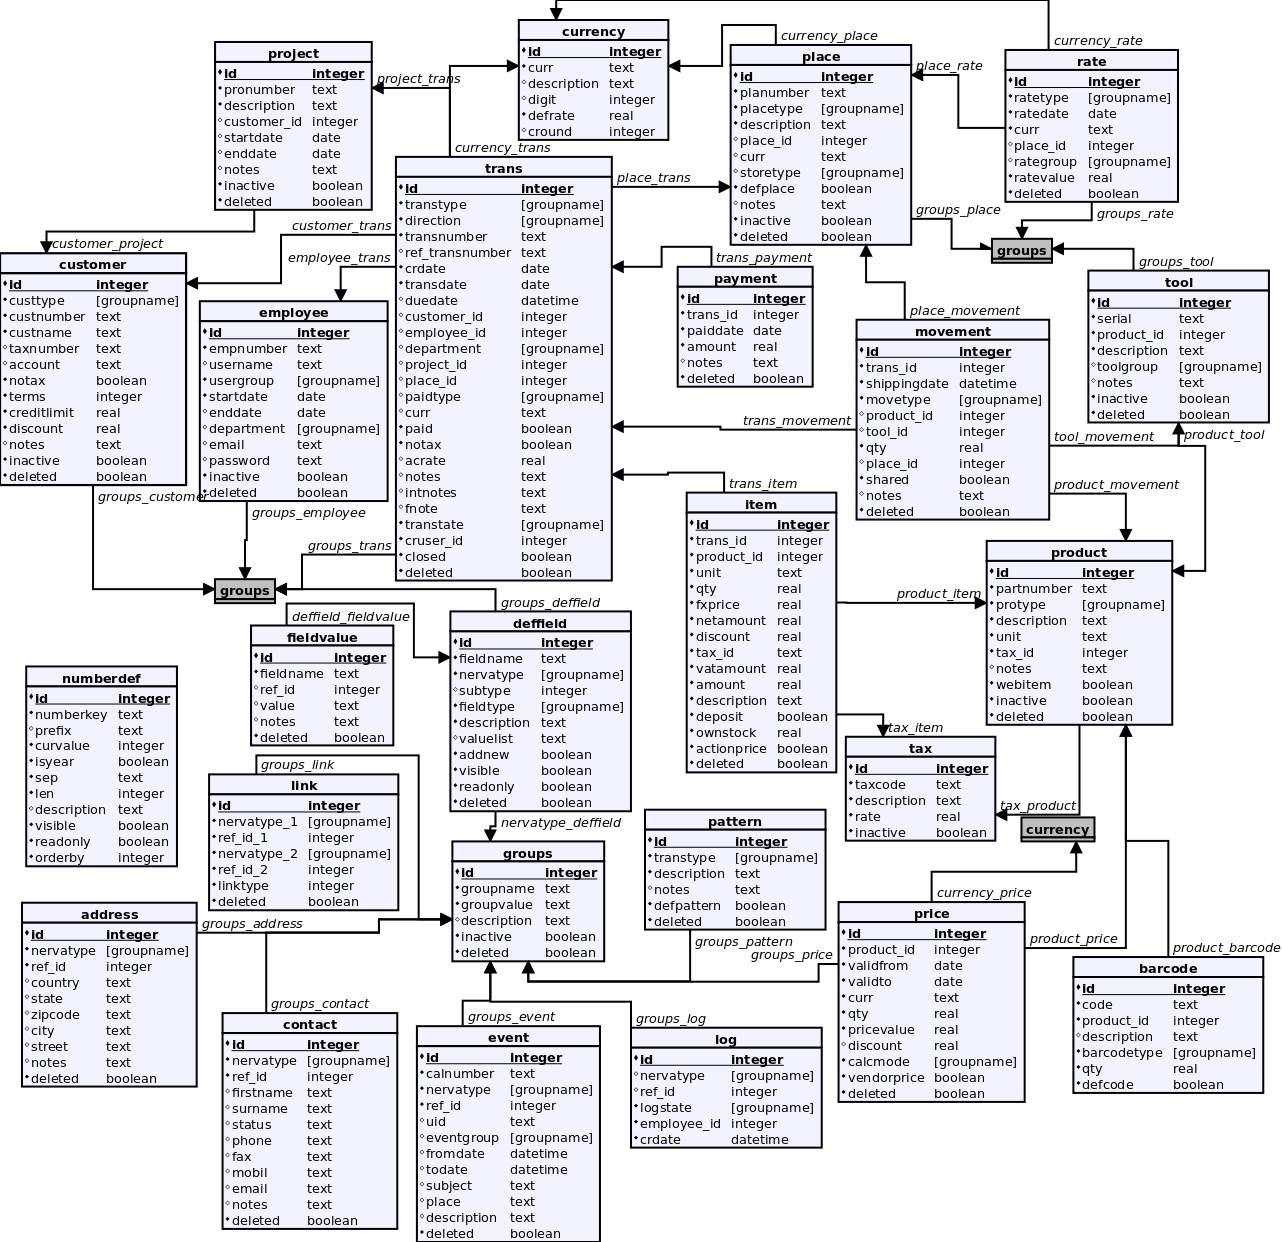 currency
id integer
curr text
description text
digit integer
defrate real
cround integer
currency_place
currency_rate
project
id integer
pronumber text
description text
customer_id integer
startdate date
enddate date
notes text
inactive boolean
deleted boolean
project_trans
place
id integer
planumber text
placetype [groupname]
description text
place_id integer
curr text
storetype [groupname]
defplace boolean
notes text
inactive boolean
deleted boolean
place_rate
rate
id integer
ratetype [groupname]
ratedate date
curr text
place_id integer
rategroup [groupname]
ratevalue real
deleted boolean
currency_trans
trans
id integer
transtype [groupname]
direction [groupname]
transnumber text
ref_transnumber text
crdate date
transdate date
duedate datetime
customer_id integer
employee_id integer
department [groupname]
project_id integer
place_id integer
paidtype [groupname]
curr text
paid boolean
notax boolean
acrate real
notes text
intnotes text
fnote text
transtate [groupname]
cruser_id integer
closed boolean
deleted boolean
place_trans
groups_place
groups_rate
groups
groups_tool
customer_trans
customer_project
employee_trans
trans_payment
customer
id integer
custtype [groupname]
custnumber text
custname text
taxnumber text
account text
notax boolean
terms integer
creditlimit real
discount real
notes text
inactive boolean
deleted boolean
employee
id integer
empnumber text
username text
usergroup [groupname]
startdate date
enddate date
department [groupname]
email text
password text
inactive boolean
deleted boolean
payment
id integer
trans_id integer
paiddate date
amount real
notes text
deleted boolean
place_movement
movement
id integer
trans_id integer
shippingdate datetime
movetype [groupname]
product_id integer
tool_id integer
qty real
place_id integer
shared boolean
notes text
deleted boolean
tool
id integer
serial text
product_id integer
description text
toolgroup [groupname]
notes text
inactive boolean
deleted boolean
trans_movement
tool_movement
product_tool
product_movement
trans_item
groups_customer
groups_employee
groups_trans
groups
item
id integer
trans_id integer
product_id integer
unit text
qty real
fxprice real
netamount real
discount real
tax_id text
vatamount real
amount real
description text
deposit boolean
ownstock real
actionprice boolean
deleted boolean
product_item
product
id integer
partnumber text
protype [groupname]
description text
unit text
tax_id integer
notes text
webitem boolean
inactive boolean
deleted boolean
groups_deffield
deffield_fieldvalue
fieldvalue
id integer
fieldname text
ref_id integer
value text
notes text
deleted boolean
deffield
id integer
fieldname text
nervatype [groupname]
subtype integer
fieldtype [groupname]
description text
valuelist text
addnew boolean
visible boolean
readonly boolean
deleted boolean
numberdef
id integer
numberkey text
prefix text
curvalue integer
isyear boolean
sep text
len integer
description text
visible boolean
readonly boolean
orderby integer
groups_link
link
id integer
nervatype_1 [groupname]
ref_id_1 integer
nervatype_2 [groupname]
ref_id_2 integer
linktype integer
deleted boolean
tax_item
tax
id integer
taxcode text
description text
rate real
inactive boolean
tax_product
currency
nervatype_deffield
groups
id integer
groupname text
groupvalue text
description text
inactive boolean
deleted boolean
pattern
id integer
transtype [groupname]
description text
notes text
defpattern boolean
deleted boolean
groups_pattern
groups_price
currency_price
price
id integer
product_id integer
validfrom date
validto date
curr text
qty real
pricevalue real
discount real
calcmode [groupname]
vendorprice boolean
deleted boolean
product_price
product_barcode
barcode
id integer
code text
product_id integer
description text
barcodetype [groupname]
qty real
defcode boolean
address
id integer
nervatype [groupname]
ref_id integer
country text
state text
zipcode text
city text
street text
notes text
deleted boolean
groups_address
groups_contact
contact
id integer
nervatype [groupname]
ref_id integer
firstname text
surname text
status text
phone text
fax text
mobil text
email text
notes text
deleted boolean
groups_event
event
id integer
calnumber text
nervatype [groupname]
ref_id integer
uid text
eventgroup [groupname]
fromdate datetime
todate datetime
subject text
place text
description text
deleted boolean
groups_log
log
id integer
nervatype [groupname]
ref_id integer
logstate [groupname]
employee_id integer
crdate datetime